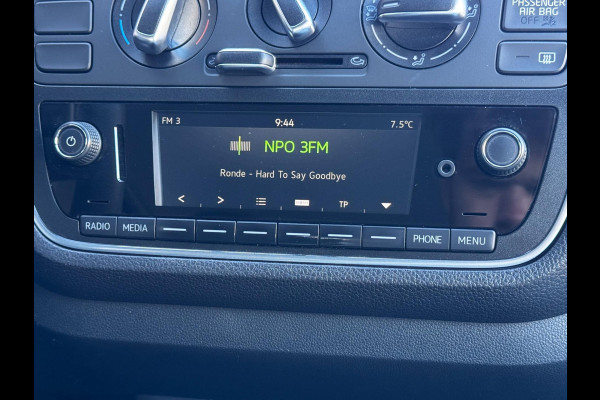 PASSENGER
AIR BAG
OFF
FM 3 9:44 7.5°C
NPO 3FM
Ronde - Hard To Say Goodbye
< > TP
RADIO MEDIA PHONE MENU